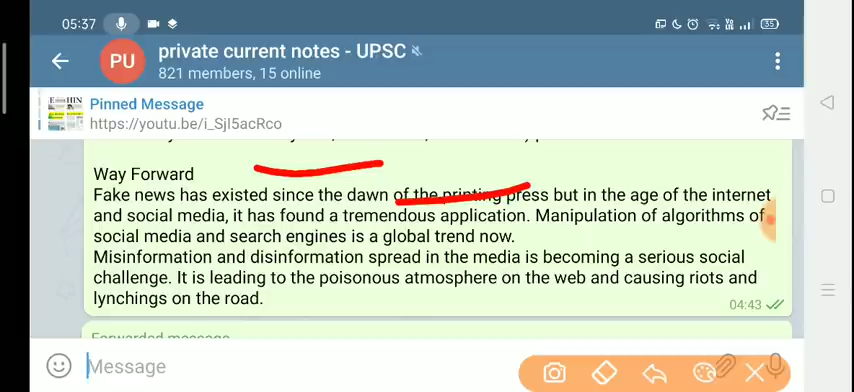 05:37
35
PU
private current notes - UPSC
821 members, 15 online
Pinned Message
https://youtu.be/i_SjI5acRco
Way Forward
Fake news has existed since the dawn of the printing press but in the age of the internet
and social media, it has found a tremendous application. Manipulation of algorithms of
social media and search engines is a global trend now.
Misinformation and disinformation spread in the media is becoming a serious social
challenge. It is leading to the poisonous atmosphere on the web and causing riots and
lynchings on the road.
04:43
Forwarded message
Message